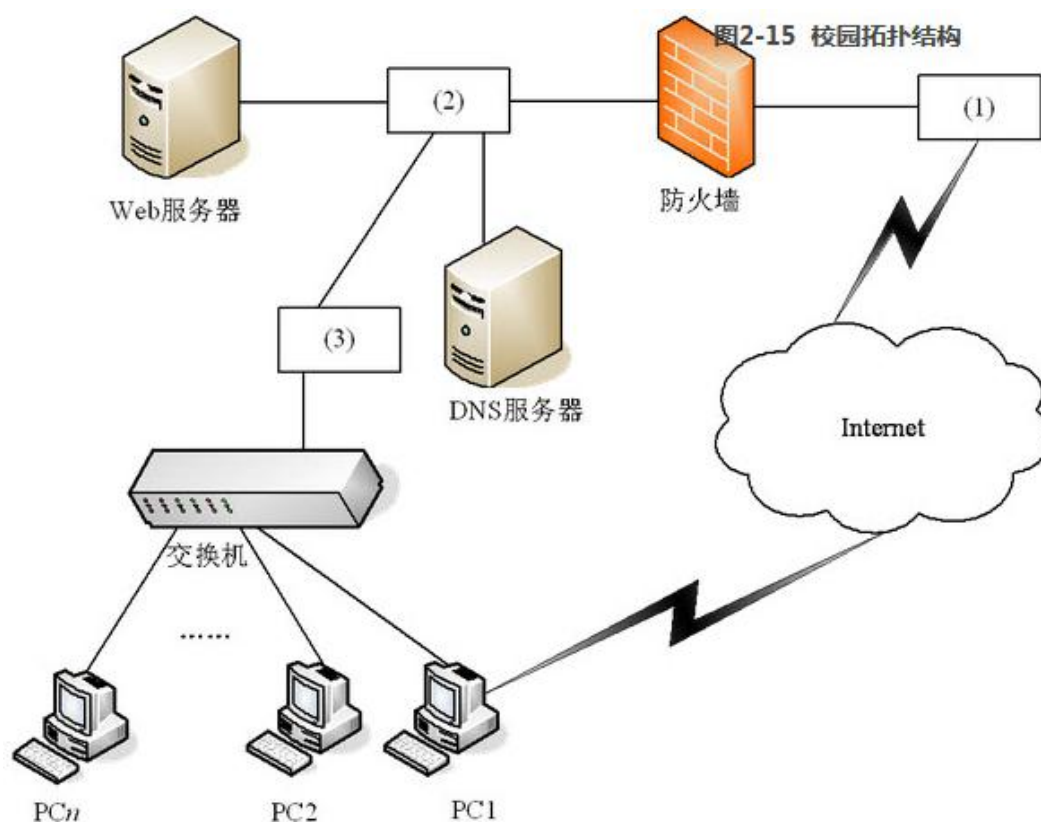 图2-15 校园拓扑结构
(2)
(1)
防火墙
Web服务器
(3)
DNS服务器
Internet
交换机
......
PCn
PC2
PC1